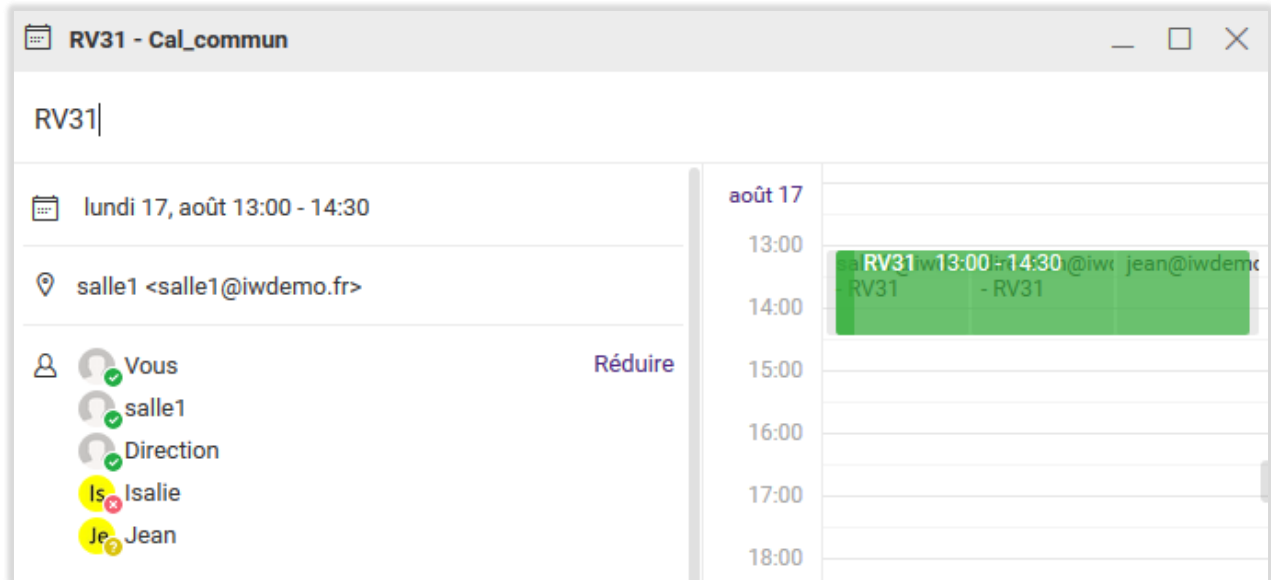 RV31 - Cal_commun
RV31
lundi 17, août 13:00 - 14:30
salle1 <salle1@iwdemo.fr>
Vous
Réduire
salle1
Direction
Is Isalie
Je Jean
août 17
13:00
RV31 13:00 - 14:30
jean@iwdemo
- RV31
- RV31
14:00
15:00
16:00
17:00
18:00